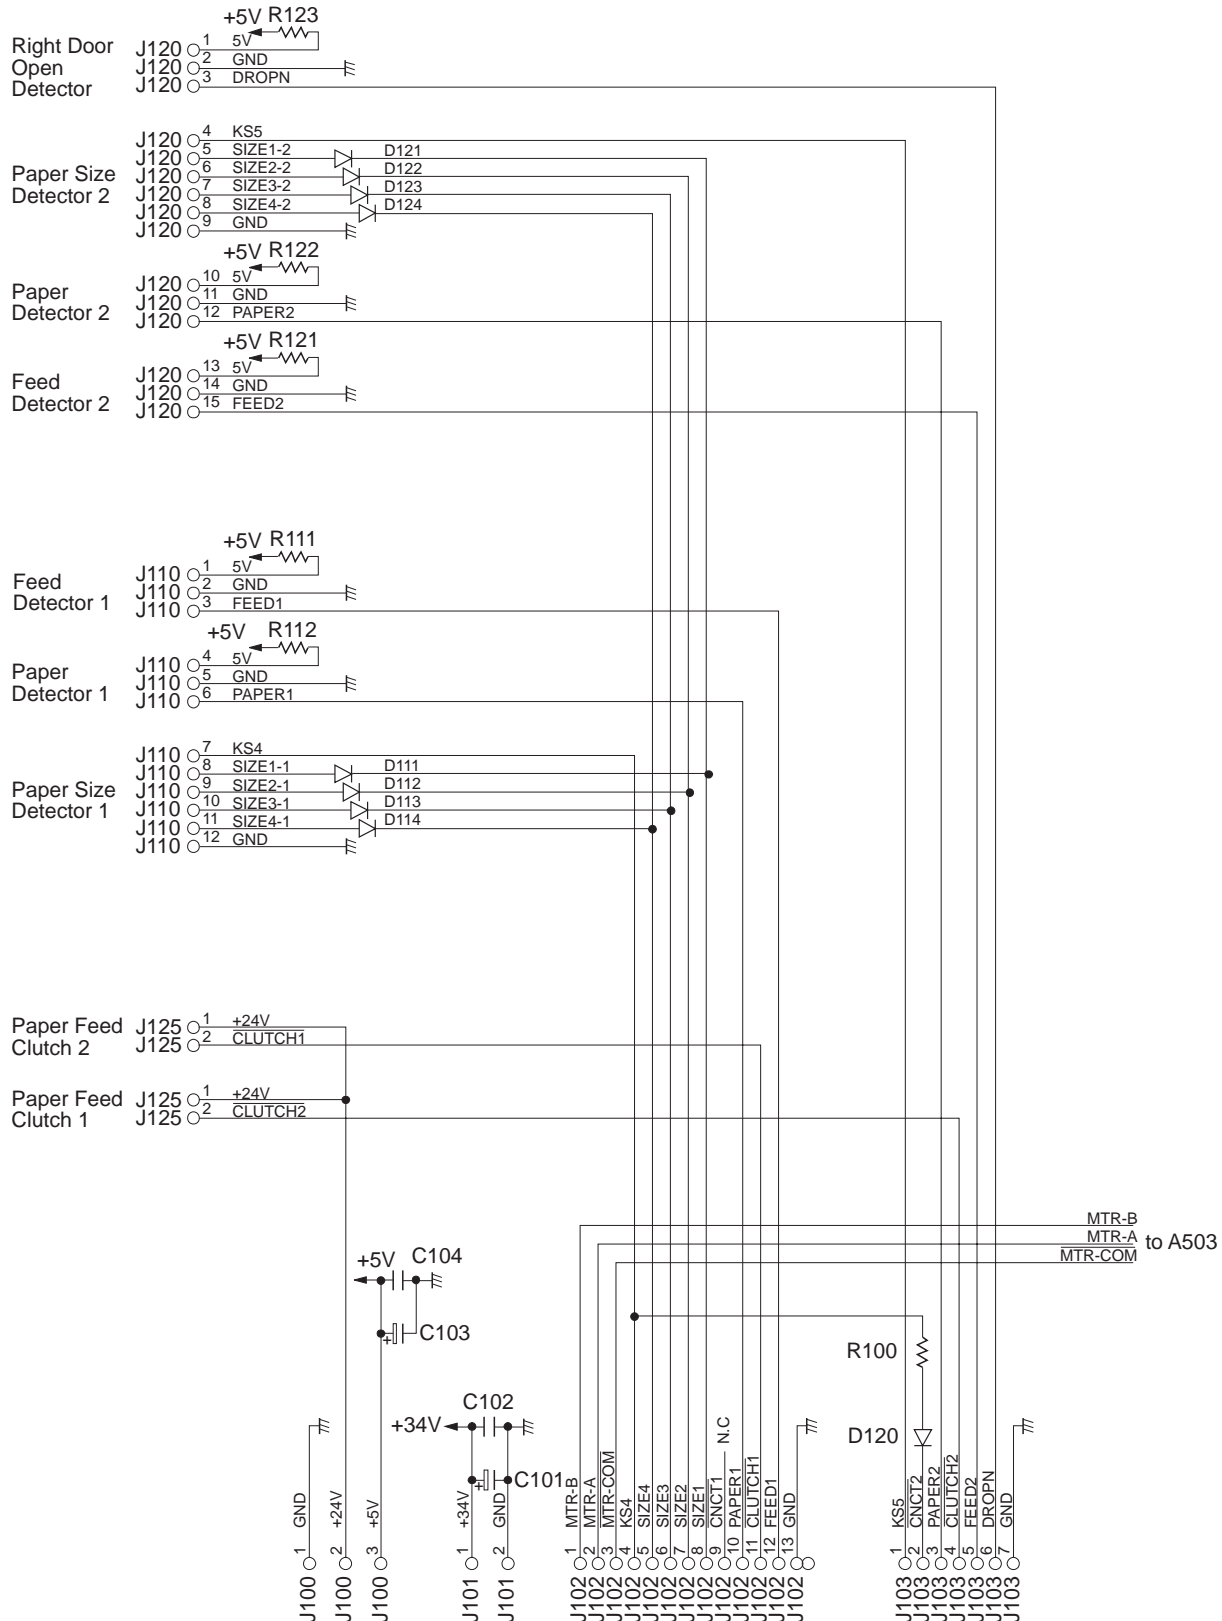 +5V R123
Right Door
Open
Detector
J120 1 5V
J120 2 GND
J120 3 DROPN
Paper Size
Detector 2
J120 4 KS5
J120 5 SIZE1-2 D121
J120 6 SIZE2-2 D122
J120 7 SIZE3-2 D123
J120 8 SIZE4-2 D124
J120 9 GND
+5V R122
Paper
Detector 2
J120 10 5V
J120 11 GND
J120 12 PAPER2
+5V R121
Feed
Detector 2
J120 13 5V
J120 14 GND
J120 15 FEED2
+5V R111
Feed
Detector 1
J110 1 5V
J110 2 GND
J110 3 FEED1
+5V R112
Paper
Detector 1
J110 4 5V
J110 5 GND
J110 6 PAPER1
Paper Size
Detector 1
J110 7 KS4
J110 8 SIZE1-1 D111
J110 9 SIZE2-1 D112
J110 10 SIZE3-1 D113
J110 11 SIZE4-1 D114
J110 12 GND
Paper Feed
Clutch 2
J125 1 +24V
J125 2 CLUTCH1
Paper Feed
Clutch 1
J125 1 +24V
J125 2 CLUTCH2
MTR-B
MTR-A
MTR-COM
to A503
+5V C104
+ C103
R100
+34V C102
+ C101
D120
J100 1 GND
J100 2 +24V
J100 3 +5V
J101 1 +34V
J101 2 GND
J102 1 MTR-B
J102 2 MTR-A
J102 3 MTR-COM
J102 4 KS4
J102 5 SIZE4
J102 6 SIZE3
J102 7 SIZE2
J102 8 SIZE1
J102 9 CNCT1 N.C
J102 10 PAPER1
J102 11 CLUTCH1
J102 12 FEED1
J102 13 GND
J103 1 KS5
J103 2 CNCT2
J103 3 PAPER2
J103 4 CLUTCH2
J103 5 FEED2
J103 6 DROPN
J103 7 GND